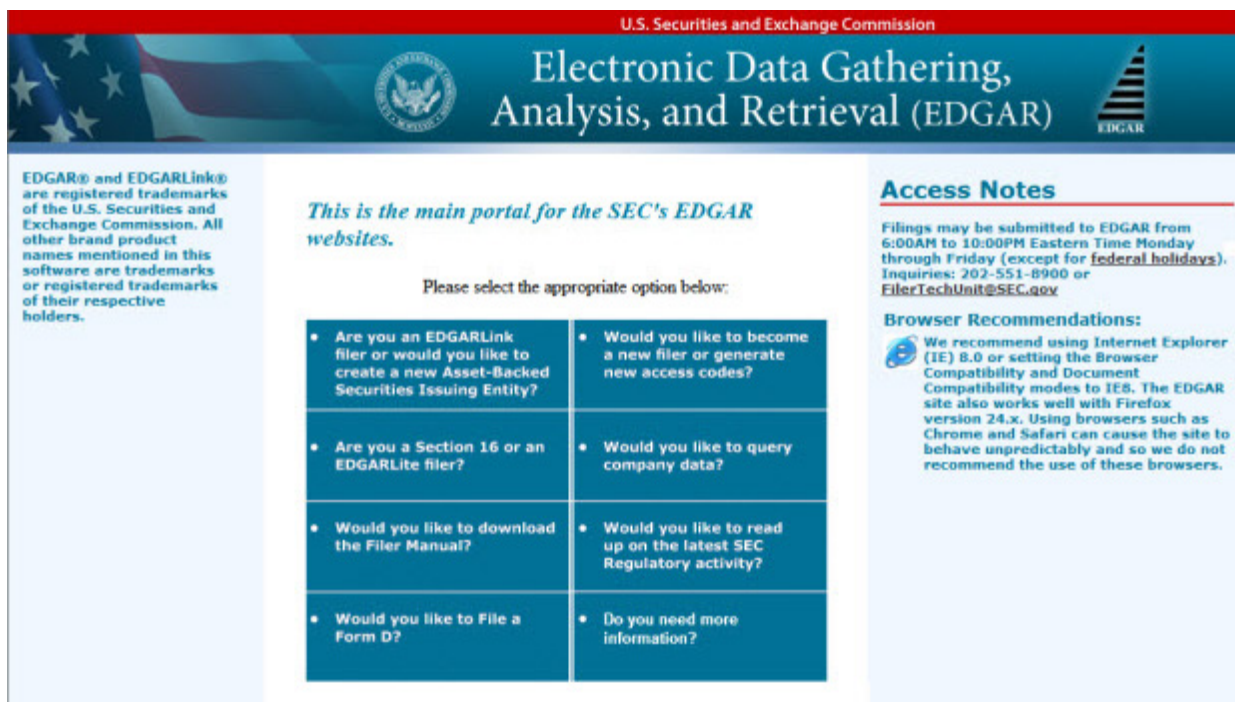 U.S. Securities and Exchange Commission
Electronic Data Gathering,
Analysis, and Retrieval (EDGAR)
EDGAR
EDGAR® and EDGARLink®
are registered trademarks
of the U.S. Securities and
Exchange Commission. All
other brand product
names mentioned in this
software are trademarks
or registered trademarks
of their respective
holders.
This is the main portal for the SEC's EDGAR
websites.
Please select the appropriate option below:
• Are you an EDGARLink
filer or would you like to
create a new Asset-Backed
Securities Issuing Entity?
• Would you like to become
a new filer or generate
new access codes?
• Are you a Section 16 or an
EDGARLite filer?
• Would you like to query
company data?
• Would you like to download
the Filer Manual?
• Would you like to read
up on the latest SEC
Regulatory activity?
• Would you like to File a
Form D?
• Do you need more
information?
Access Notes
Filings may be submitted to EDGAR from
6:00AM to 10:00PM Eastern Time Monday
through Friday (except for federal holidays).
Inquiries: 202-551-8900 or
FilerTechUnit@SEC.gov
Browser Recommendations:
We recommend using Internet Explorer
(IE) 8.0 or setting the Browser
Compatibility and Document
Compatibility modes to IE8. The EDGAR
site also works well with Firefox
version 24.x. Using browsers such as
Chrome and Safari can cause the site to
behave unpredictably and so we do not
recommend the use of these browsers.